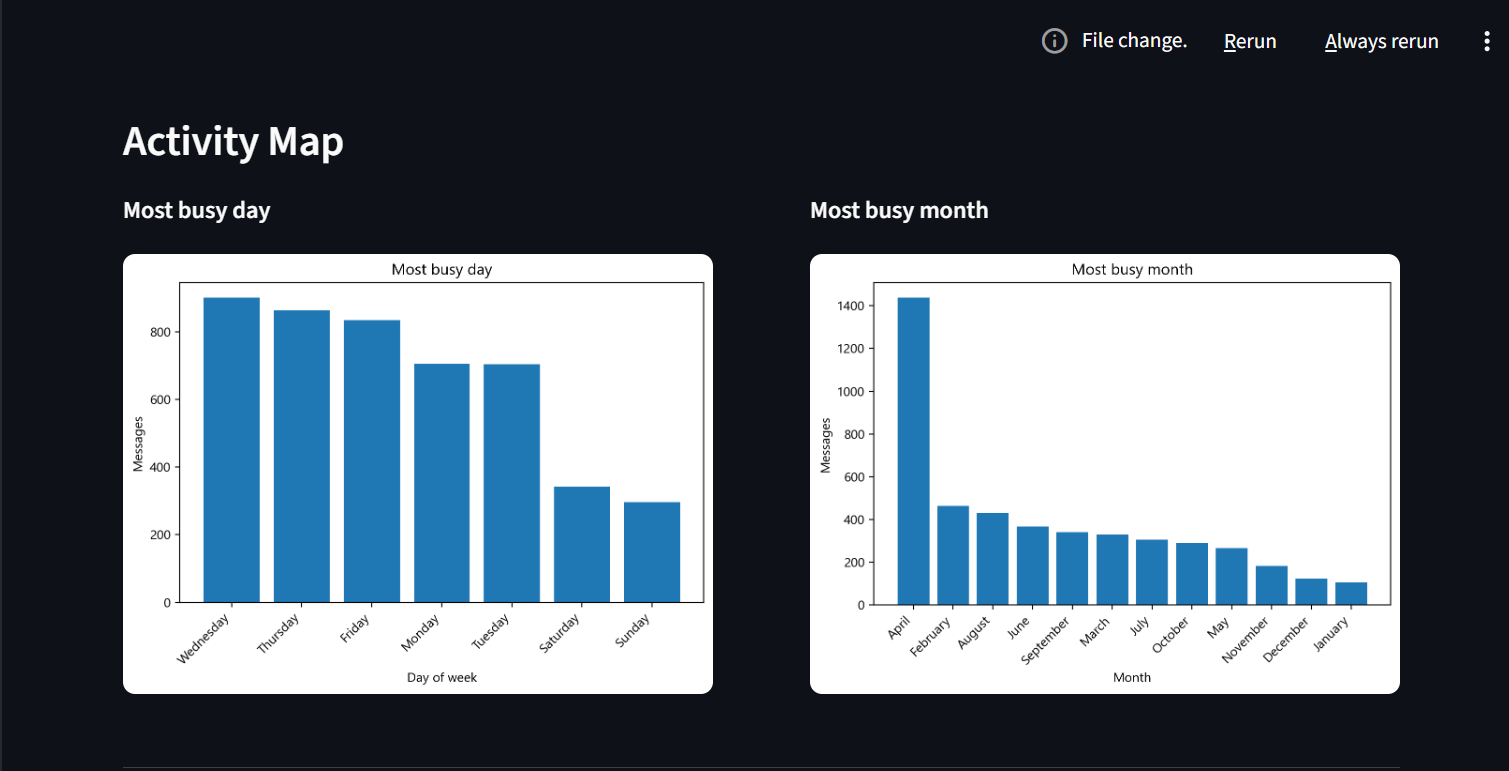 File change. Rerun Always rerun
Activity Map
Most busy day
Most busy day
800
600
400
200
0
Messages
Wednesday
Thursday
Friday
Monday
Tuesday
Saturday
Sunday
Day of week
Most busy month
Most busy month
1400
1200
1000
800
600
400
200
0
Messages
April
February
August
June
September
March
July
October
May
November
December
January
Month